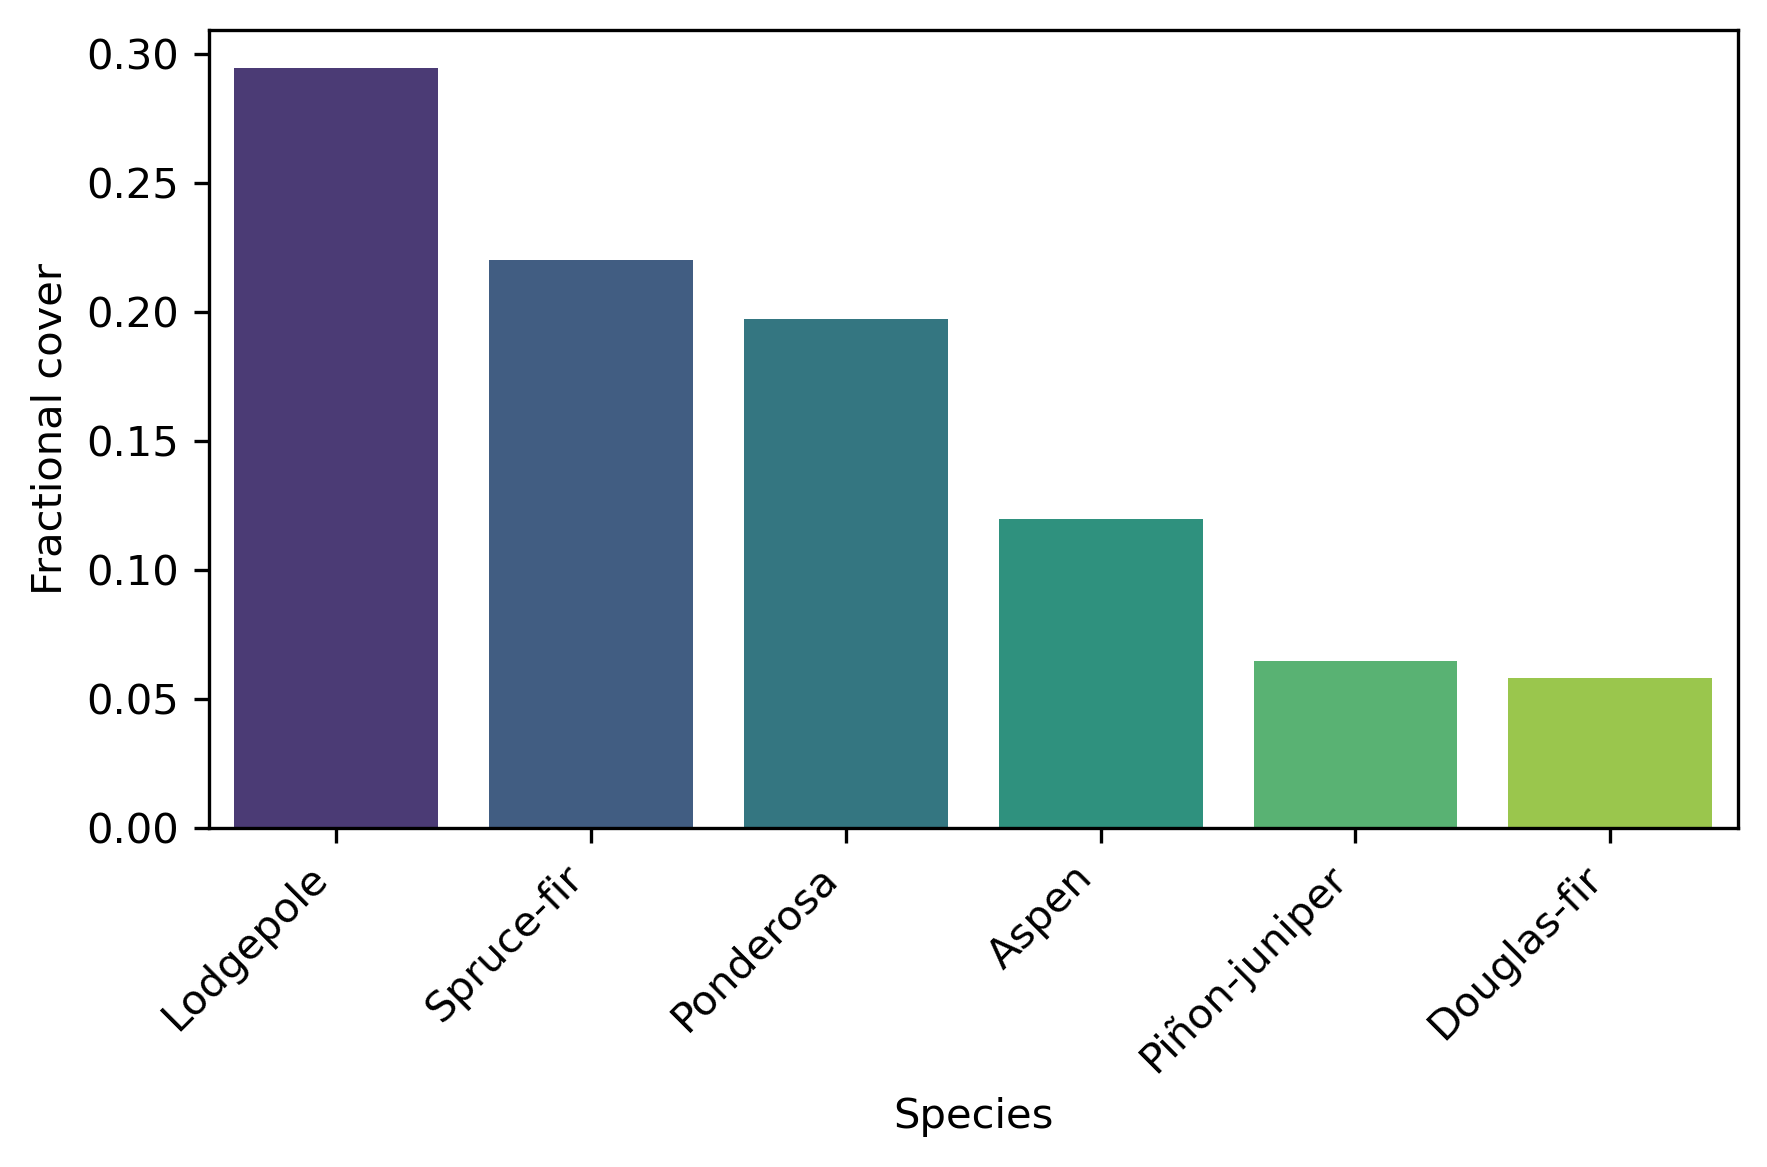 0.30
0.25
0.20
0.15
0.10
0.05
0.00
Fractional cover
Lodgepole
Spruce-fir
Ponderosa
Aspen
Piñon-juniper
Douglas-fir
Species